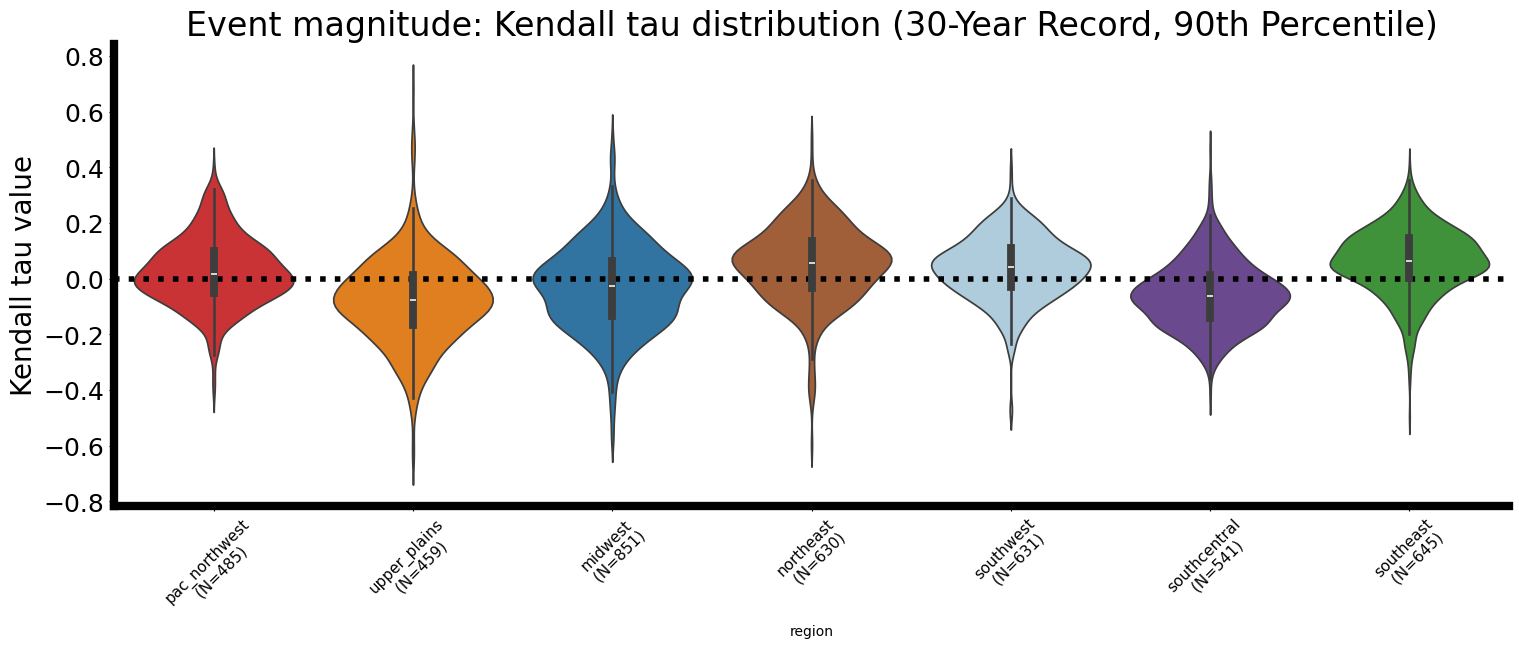 Event magnitude: Kendall tau distribution (30-Year Record, 90th Percentile)
Kendall tau value
0.8
0.6
0.4
0.2
0.0
−0.2
−0.4
−0.6
−0.8
pac_northwest
(N=485)
upper_plains
(N=459)
midwest
(N=851)
northeast
(N=630)
southwest
(N=631)
southcentral
(N=541)
southeast
(N=645)
region